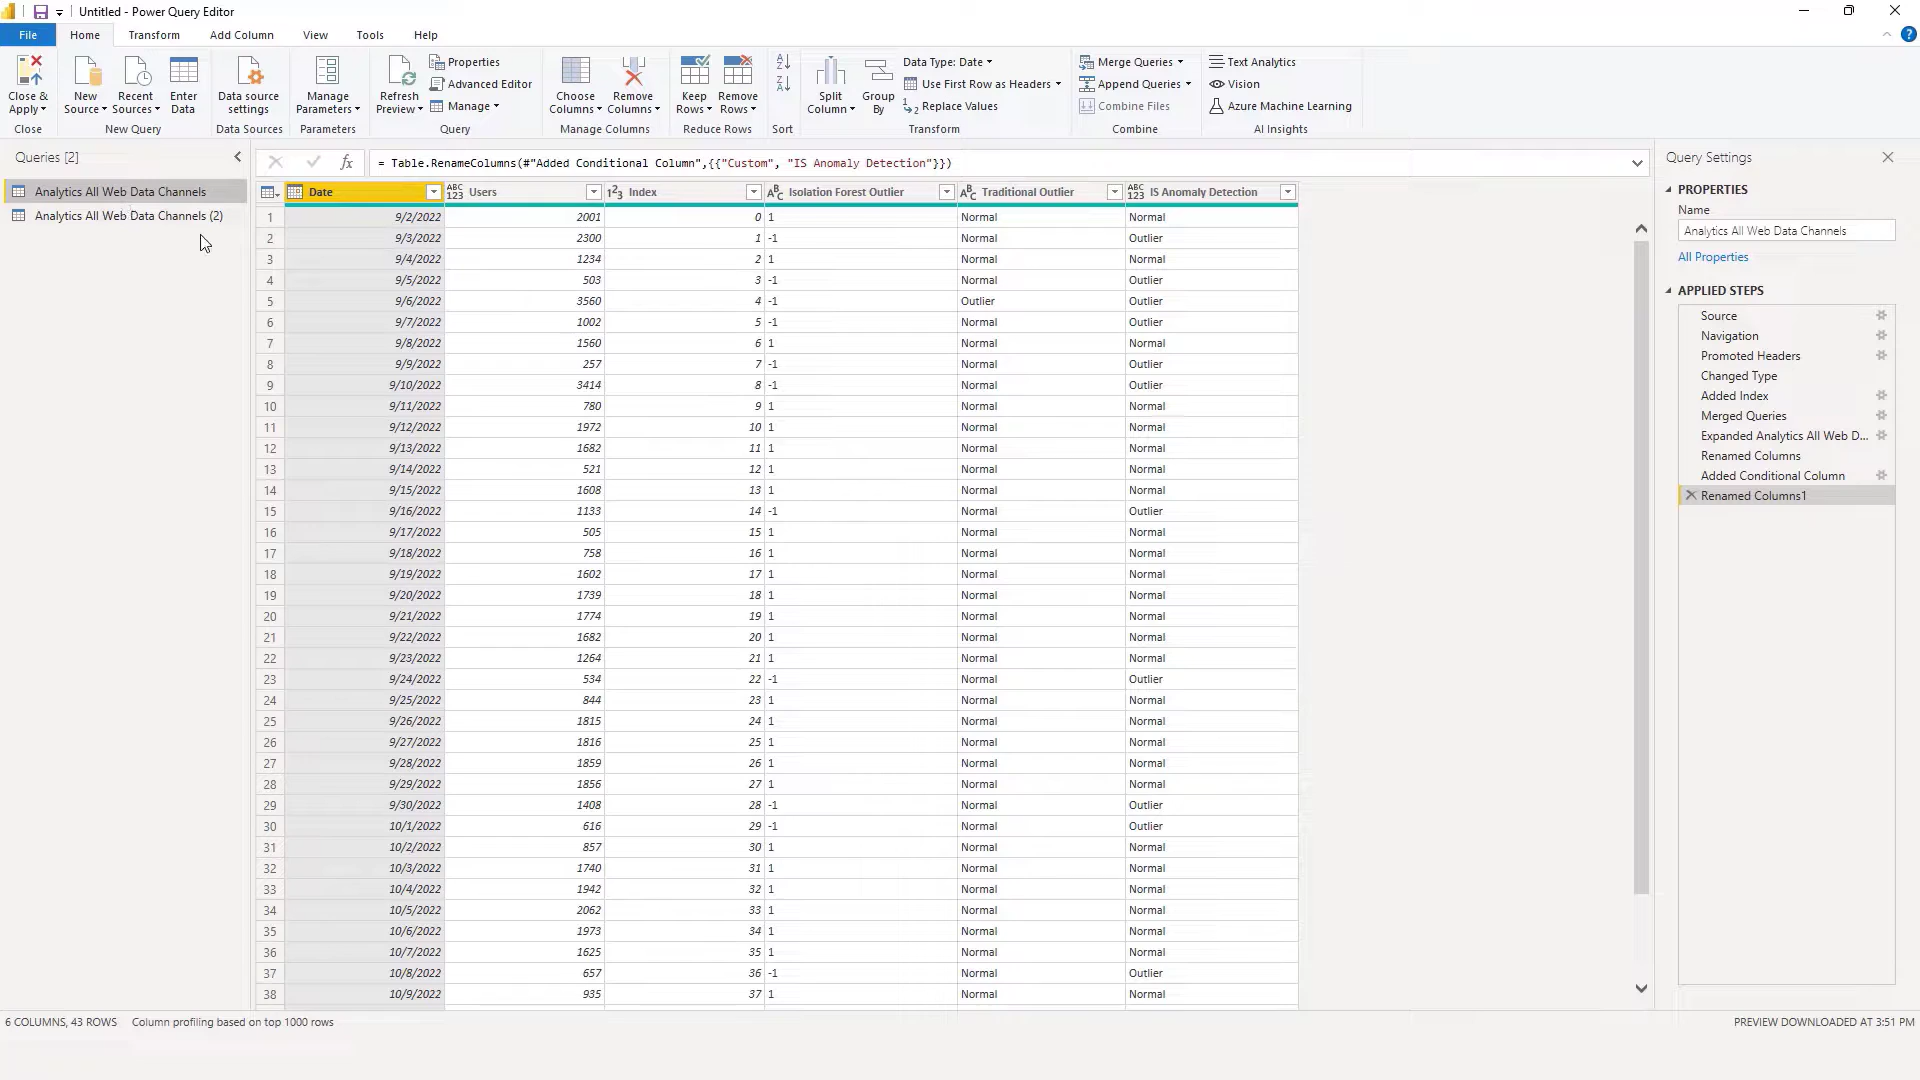 Untitled - Power Query Editor
File Home Transform Add Column View Tools Help
Close & Apply
Close
New Source
Recent Sources
Enter Data
New Query
Data source settings
Data Sources
Manage Parameters
Parameters
Refresh Preview
Properties
Advanced Editor
Manage
Query
Choose Columns
Remove Columns
Manage Columns
Keep Rows
Remove Rows
Reduce Rows
Sort
Split Column
Group By
Data Type: Date
Use First Row as Headers
Replace Values
Transform
Merge Queries
Append Queries
Combine Files
Combine
Text Analytics
Vision
Azure Machine Learning
AI Insights
Queries [2]
Analytics All Web Data Channels
Analytics All Web Data Channels (2)
= Table.RenameColumns(#"Added Conditional Column",{{"Custom", "IS Anomaly Detection"}})
Date Users Index Isolation Forest Outlier Traditional Outlier IS Anomaly Detection
1 9/2/2022 2001 0 1 Normal Normal
2 9/3/2022 2300 1 -1 Normal Outlier
3 9/4/2022 1234 2 1 Normal Normal
4 9/5/2022 503 3 -1 Normal Outlier
5 9/6/2022 3560 4 -1 Outlier Outlier
6 9/7/2022 1002 5 -1 Normal Outlier
7 9/8/2022 1560 6 1 Normal Normal
8 9/9/2022 257 7 -1 Normal Outlier
9 9/10/2022 3414 8 -1 Normal Outlier
10 9/11/2022 780 9 1 Normal Normal
11 9/12/2022 1972 10 1 Normal Normal
12 9/13/2022 1682 11 1 Normal Normal
13 9/14/2022 521 12 1 Normal Normal
14 9/15/2022 1608 13 1 Normal Normal
15 9/16/2022 1133 14 -1 Normal Outlier
16 9/17/2022 505 15 1 Normal Normal
17 9/18/2022 758 16 1 Normal Normal
18 9/19/2022 1602 17 1 Normal Normal
19 9/20/2022 1739 18 1 Normal Normal
20 9/21/2022 1774 19 1 Normal Normal
21 9/22/2022 1682 20 1 Normal Normal
22 9/23/2022 1264 21 1 Normal Normal
23 9/24/2022 534 22 -1 Normal Outlier
24 9/25/2022 844 23 1 Normal Normal
25 9/26/2022 1815 24 1 Normal Normal
26 9/27/2022 1816 25 1 Normal Normal
27 9/28/2022 1859 26 1 Normal Normal
28 9/29/2022 1856 27 1 Normal Normal
29 9/30/2022 1408 28 -1 Normal Outlier
30 10/1/2022 616 29 -1 Normal Outlier
31 10/2/2022 857 30 1 Normal Normal
32 10/3/2022 1740 31 1 Normal Normal
33 10/4/2022 1942 32 1 Normal Normal
34 10/5/2022 2062 33 1 Normal Normal
35 10/6/2022 1973 34 1 Normal Normal
36 10/7/2022 1625 35 1 Normal Normal
37 10/8/2022 657 36 -1 Normal Outlier
38 10/9/2022 935 37 1 Normal Normal
Query Settings
PROPERTIES
Name
Analytics All Web Data Channels
All Properties
APPLIED STEPS
Source
Navigation
Promoted Headers
Changed Type
Added Index
Merged Queries
Expanded Analytics All Web D...
Renamed Columns
Added Conditional Column
Renamed Columns1
6 COLUMNS, 43 ROWS Column profiling based on top 1000 rows
PREVIEW DOWNLOADED AT 3:51 PM